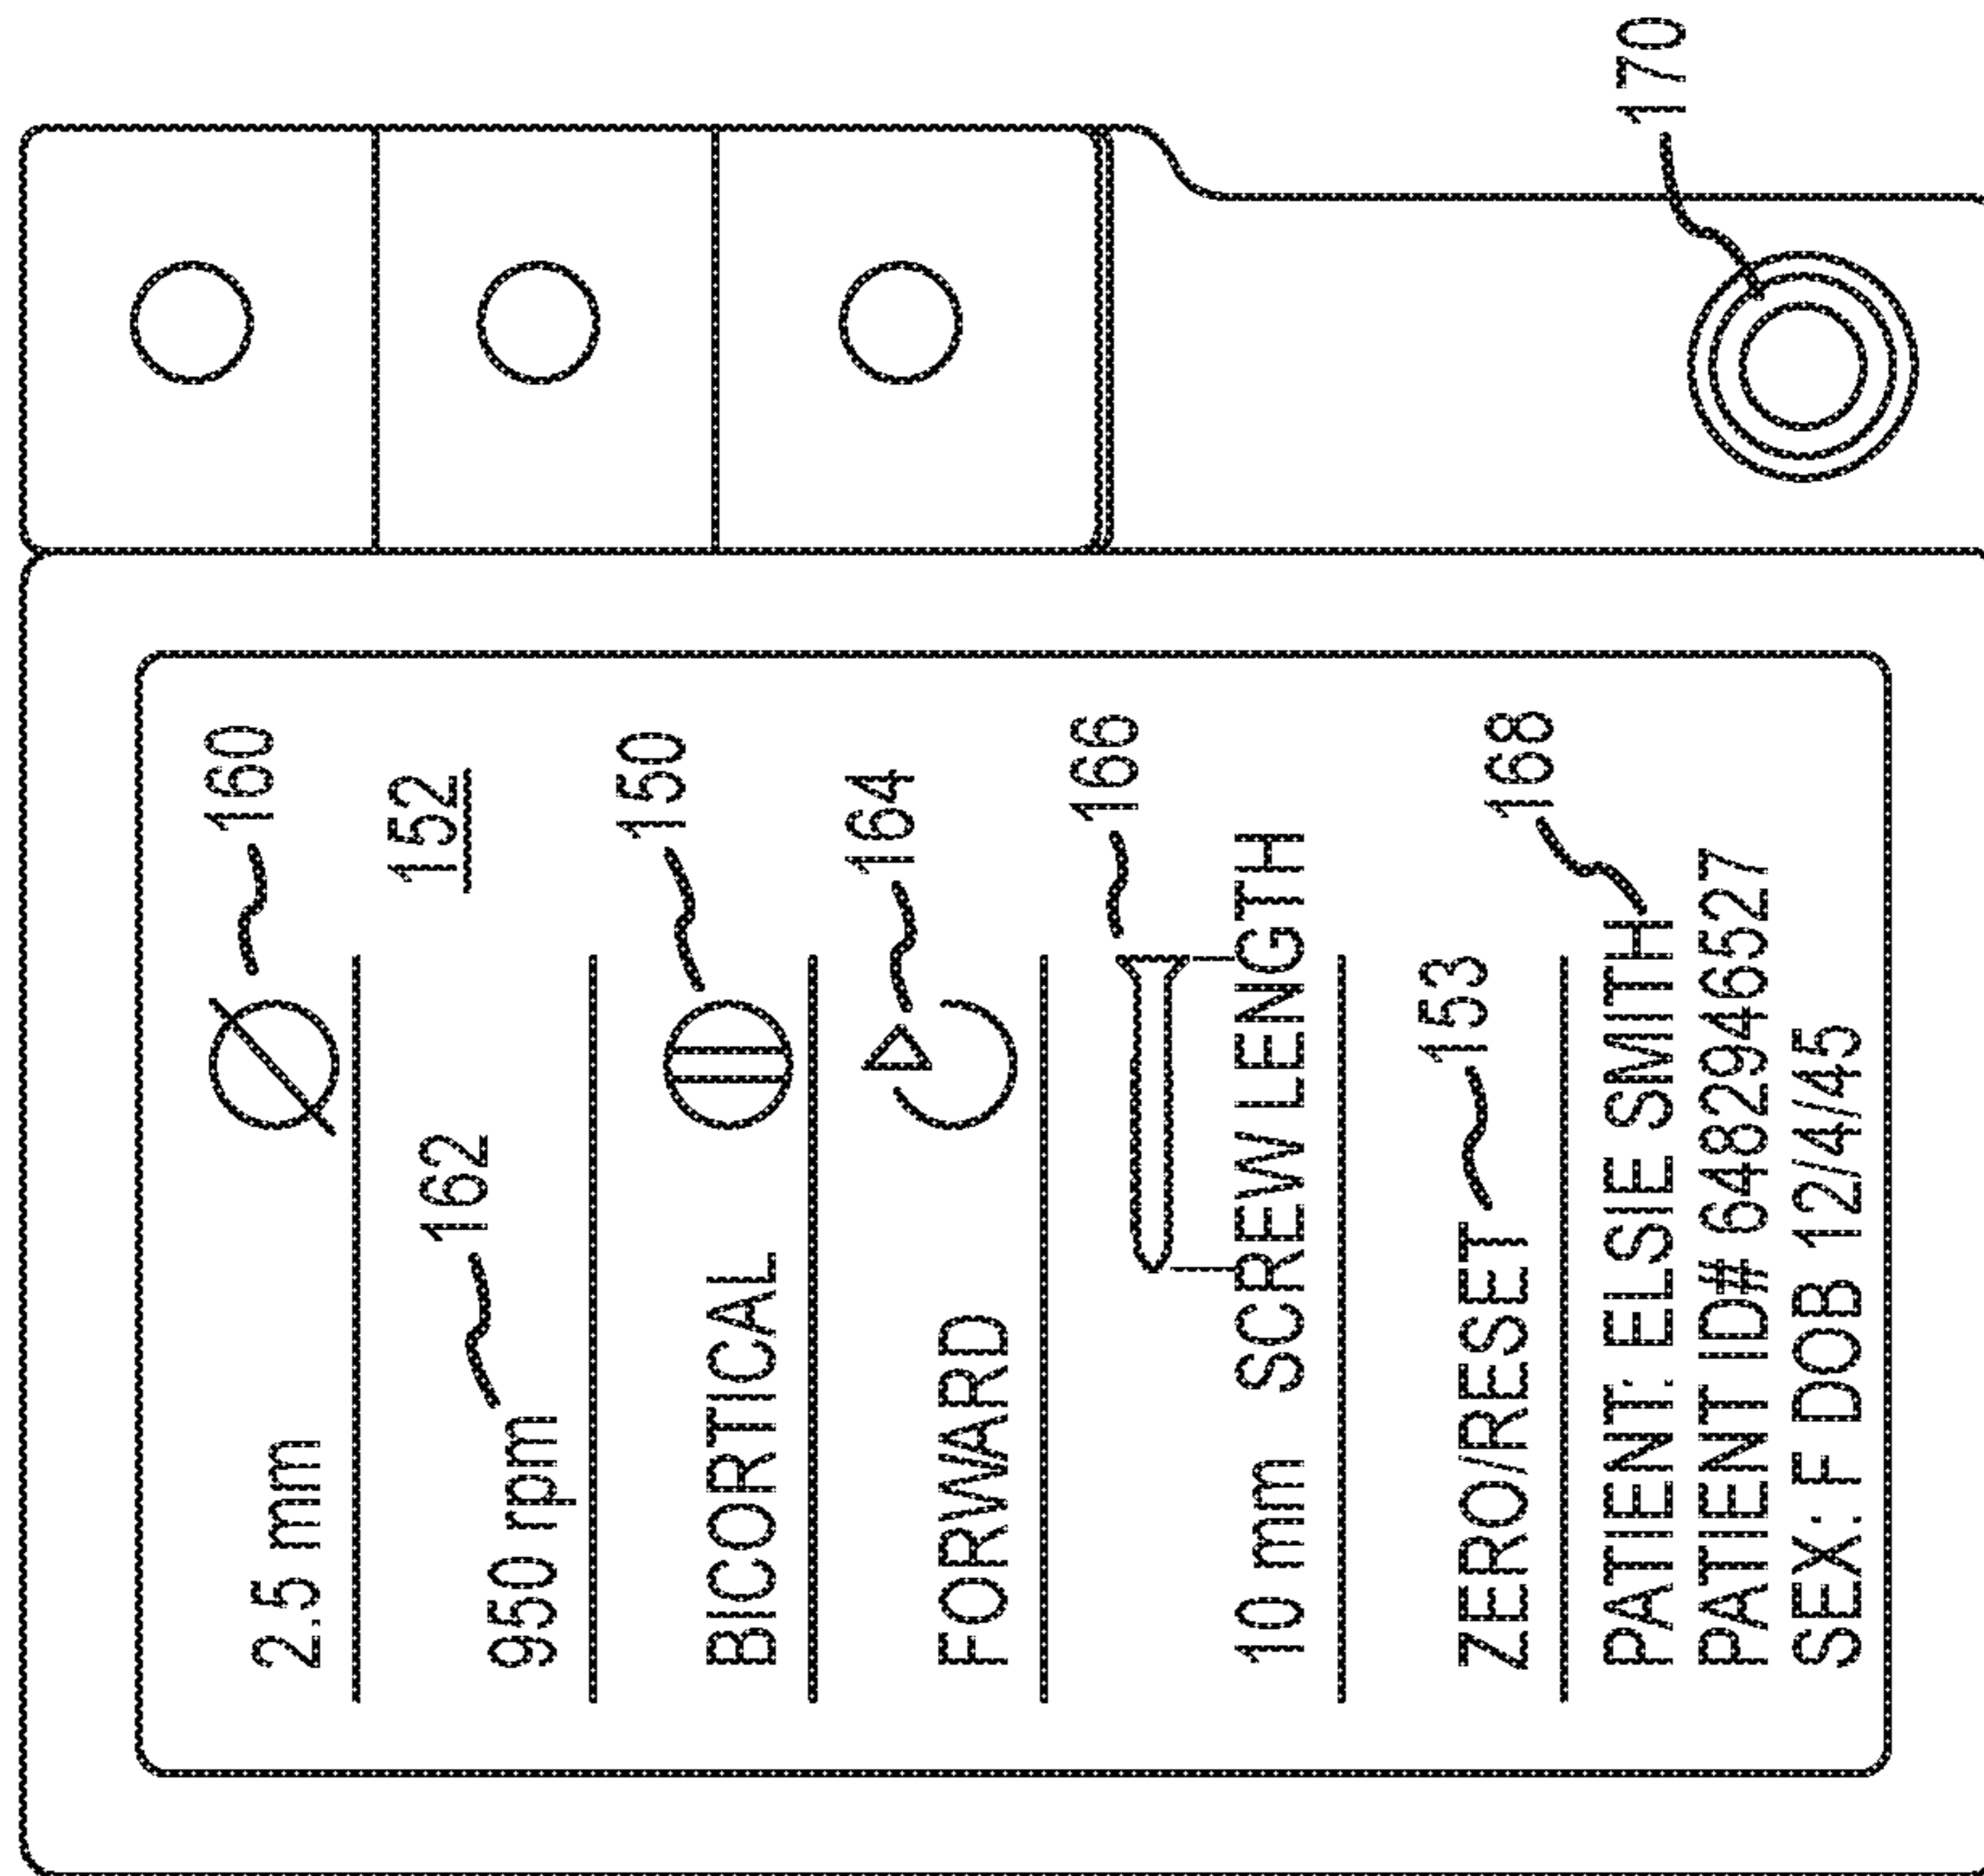 2.5 mm 160
152
950 rpm 162
BICORTICAL 150
FORWARD 164
166
10 mm SCREW LENGTH
ZERO/RESET 153
168
PATIENT: ELSIE SMITH
PATIENT ID# 6482946527
SEX: F DOB 12/4/45
170